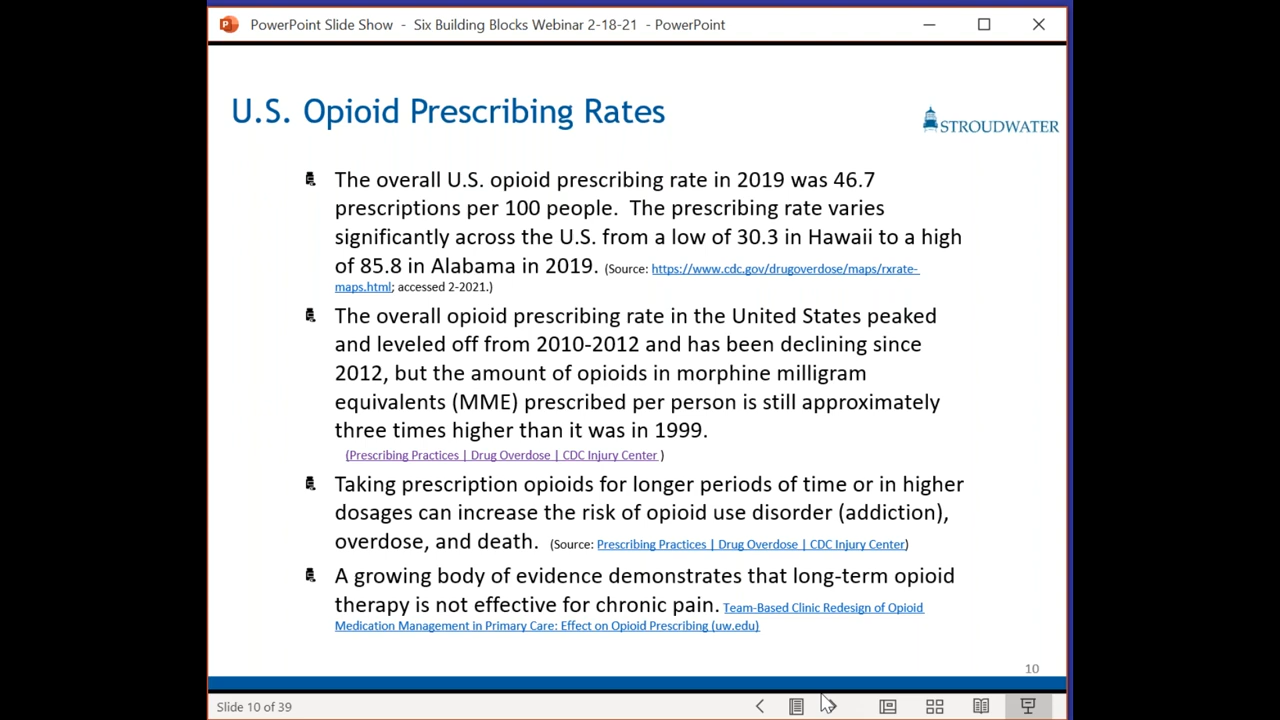 PowerPoint Slide Show - Six Building Blocks Webinar 2-18-21 - PowerPoint
U.S. Opioid Prescribing Rates
STROUDWATER
The overall U.S. opioid prescribing rate in 2019 was 46.7
prescriptions per 100 people. The prescribing rate varies
significantly across the U.S. from a low of 30.3 in Hawaii to a high
of 85.8 in Alabama in 2019. (Source: https://www.cdc.gov/drugoverdose/maps/rxrate-
maps.html; accessed 2-2021.)
The overall opioid prescribing rate in the United States peaked
and leveled off from 2010-2012 and has been declining since
2012, but the amount of opioids in morphine milligram
equivalents (MME) prescribed per person is still approximately
three times higher than it was in 1999.
(Prescribing Practices | Drug Overdose | CDC Injury Center )
Taking prescription opioids for longer periods of time or in higher
dosages can increase the risk of opioid use disorder (addiction),
overdose, and death. (Source: Prescribing Practices | Drug Overdose | CDC Injury Center)
A growing body of evidence demonstrates that long-term opioid
therapy is not effective for chronic pain. Team-Based Clinic Redesign of Opioid
Medication Management in Primary Care: Effect on Opioid Prescribing (uw.edu)
10
Slide 10 of 39